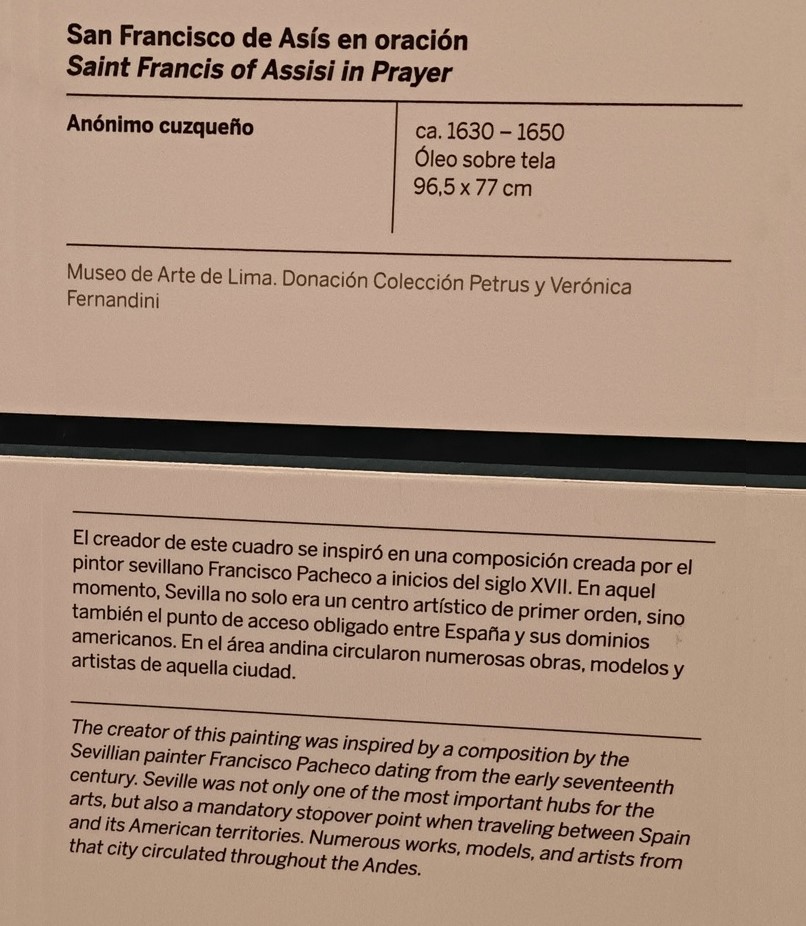 San Francisco de Asís en oración
Saint Francis of Assisi in Prayer
Anónimo cuzqueño
ca. 1630 – 1650
Óleo sobre tela
96,5 x 77 cm
Museo de Arte de Lima. Donación Colección Petrus y Verónica
Fernandini
El creador de este cuadro se inspiró en una composición creada por el
pintor sevillano Francisco Pacheco a inicios del siglo XVII. En aquel
momento, Sevilla no solo era un centro artístico de primer orden, sino
también el punto de acceso obligado entre España y sus dominios
americanos. En el área andina circularon numerosas obras, modelos y
artistas de aquella ciudad.
The creator of this painting was inspired by a composition by the
Sevillian painter Francisco Pacheco dating from the early seventeenth
century. Seville was not only one of the most important hubs for the
arts, but also a mandatory stopover point when traveling between Spain
and its American territories. Numerous works, models, and artists from
that city circulated throughout the Andes.